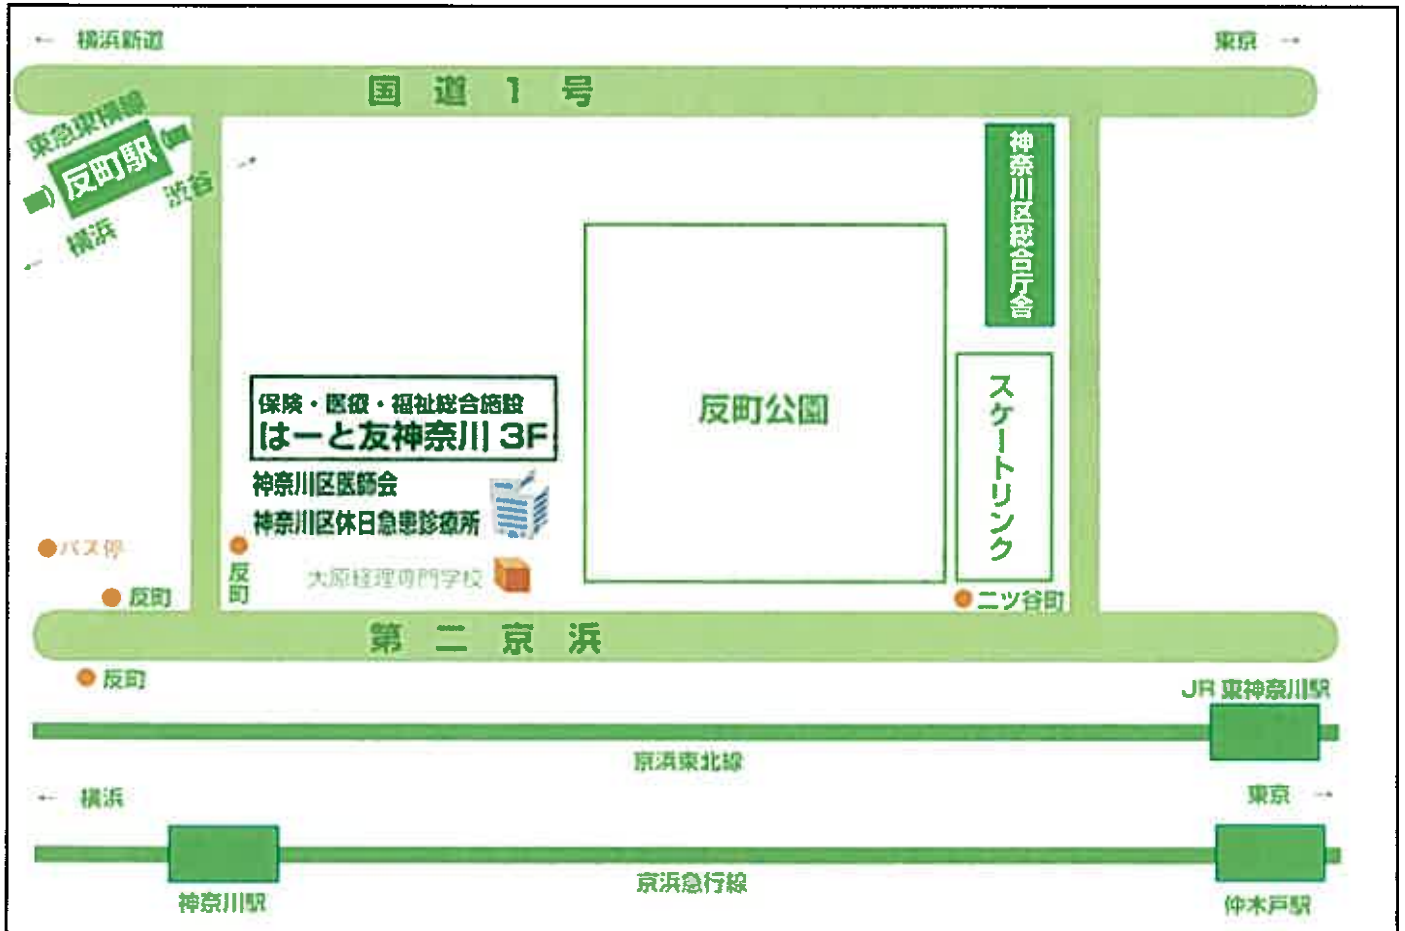 ← 横浜新道
東京 →
国道1号
東急東横線
反町駅
渋谷 →
← 横浜
神奈川区総合庁舎
反町公園
スケートリンク
保険・医療・福祉総合施設
はーと友神奈川 3F
神奈川区医師会
神奈川区休日急患診療所
大原経理専門学校
バス停
反町
反町
二ツ谷町
第二京浜
反町
JR 東神奈川駅
京浜東北線
← 横浜
東京 →
神奈川駅
京浜急行線
仲木戸駅